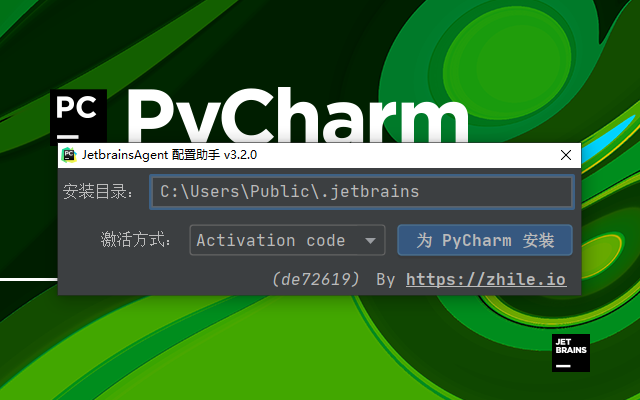 PC
PyCharm
JetbrainsAgent 配置助手 v3.2.0
安装目录： C:\Users\Public\.jetbrains
激活方式： Activation code 为 PyCharm 安装
(de72619) By https://zhile.io
JET
BRAINS